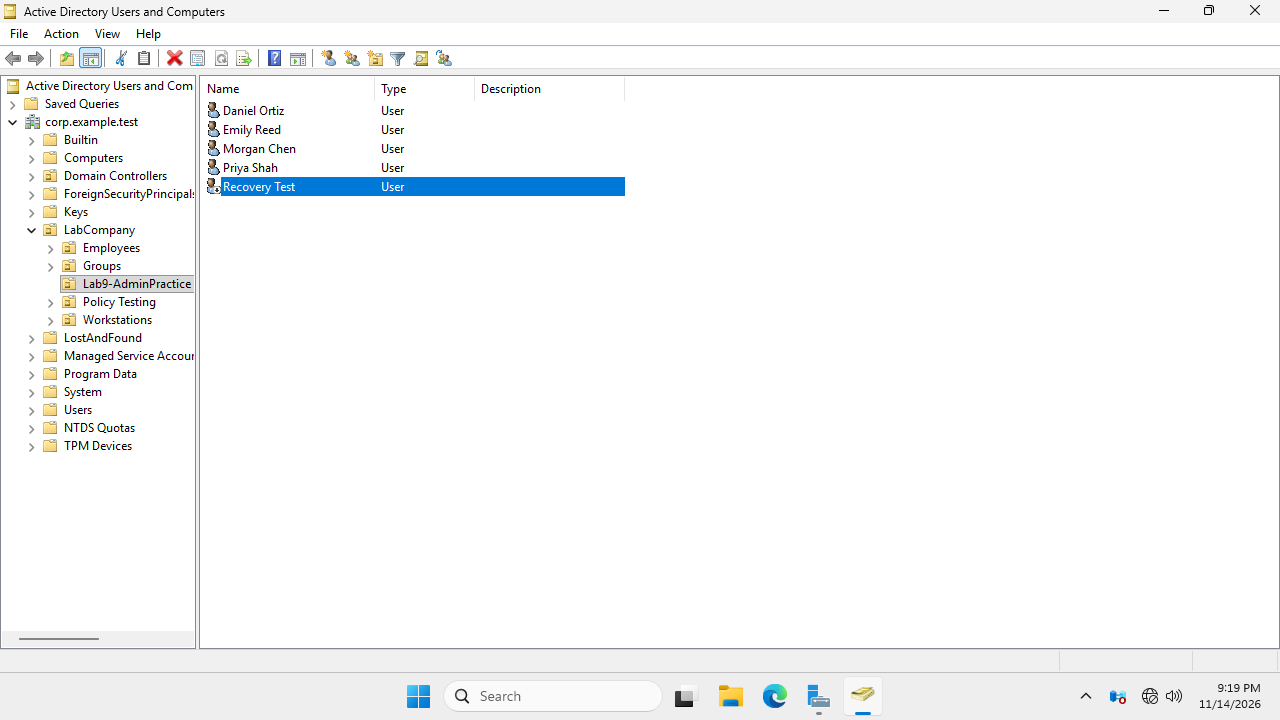 Active Directory Users and Computers
File Action View Help
Active Directory Users and Com
Saved Queries
corp.example.test
Builtin
Computers
Domain Controllers
ForeignSecurityPrincipals
Keys
LabCompany
Employees
Groups
Lab9-AdminPractice
Policy Testing
Workstations
LostAndFound
Managed Service Accour
Program Data
System
Users
NTDS Quotas
TPM Devices
Name Type Description
Daniel Ortiz User
Emily Reed User
Morgan Chen User
Priya Shah User
Recovery Test User
Search
9:19 PM
11/14/2026